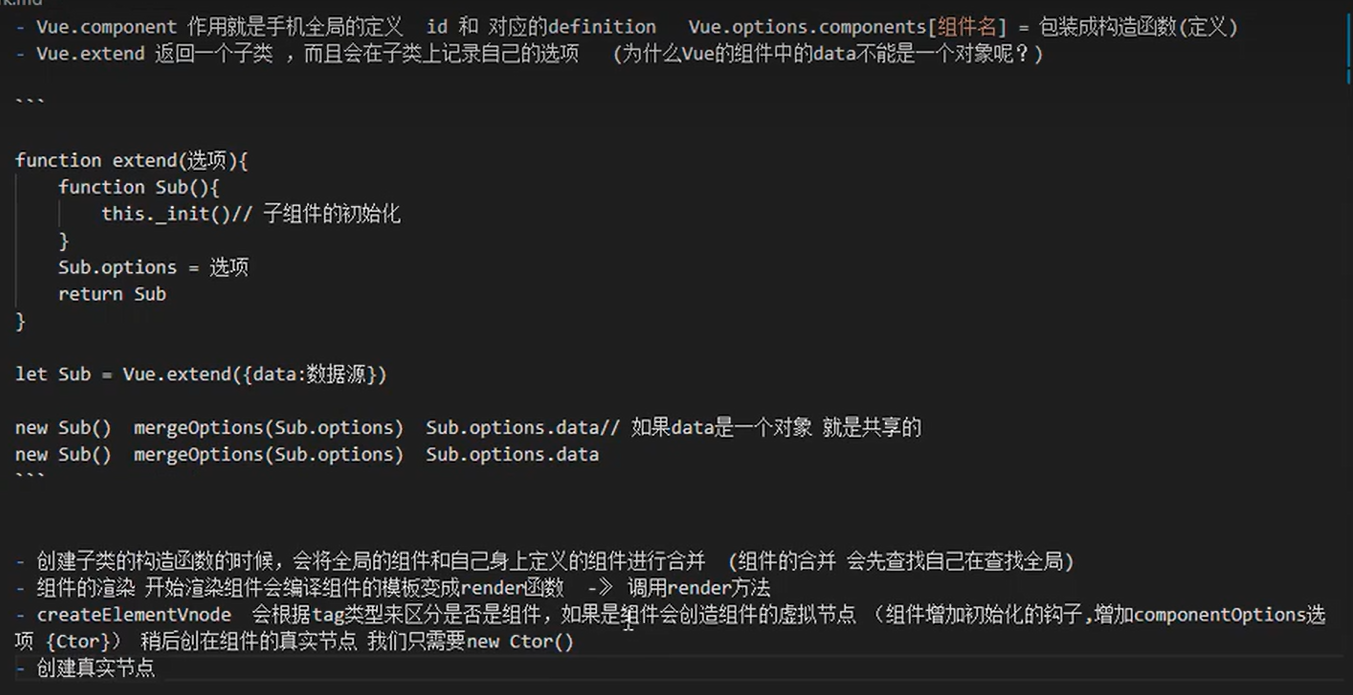 - Vue.component 作用就是手机全局的定义 id 和 对应的definition Vue.options.components[组件名] = 包装成构造函数(定义)
- Vue.extend 返回一个子类 ，而且会在子类上记录自己的选项 (为什么Vue的组件中的data不能是一个对象呢？)
```
function extend(选项){
function Sub(){
this._init()// 子组件的初始化
}
Sub.options = 选项
return Sub
}
let Sub = Vue.extend({data:数据源})
new Sub() mergeOptions(Sub.options) Sub.options.data// 如果data是一个对象 就是共享的
new Sub() mergeOptions(Sub.options) Sub.options.data
```
- 创建子类的构造函数的时候，会将全局的组件和自己身上定义的组件进行合并 (组件的合并 会先查找自己在查找全局)
- 组件的渲染 开始渲染组件会编译组件的模板变成render函数 -》 调用render方法
- createElementVnode 会根据tag类型来区分是否是组件，如果是组件会创造组件的虚拟节点 （组件增加初始化的钩子,增加componentOptions选
项 {Ctor}） 稍后创在组件的真实节点 我们只需要new Ctor()
- 创建真实节点